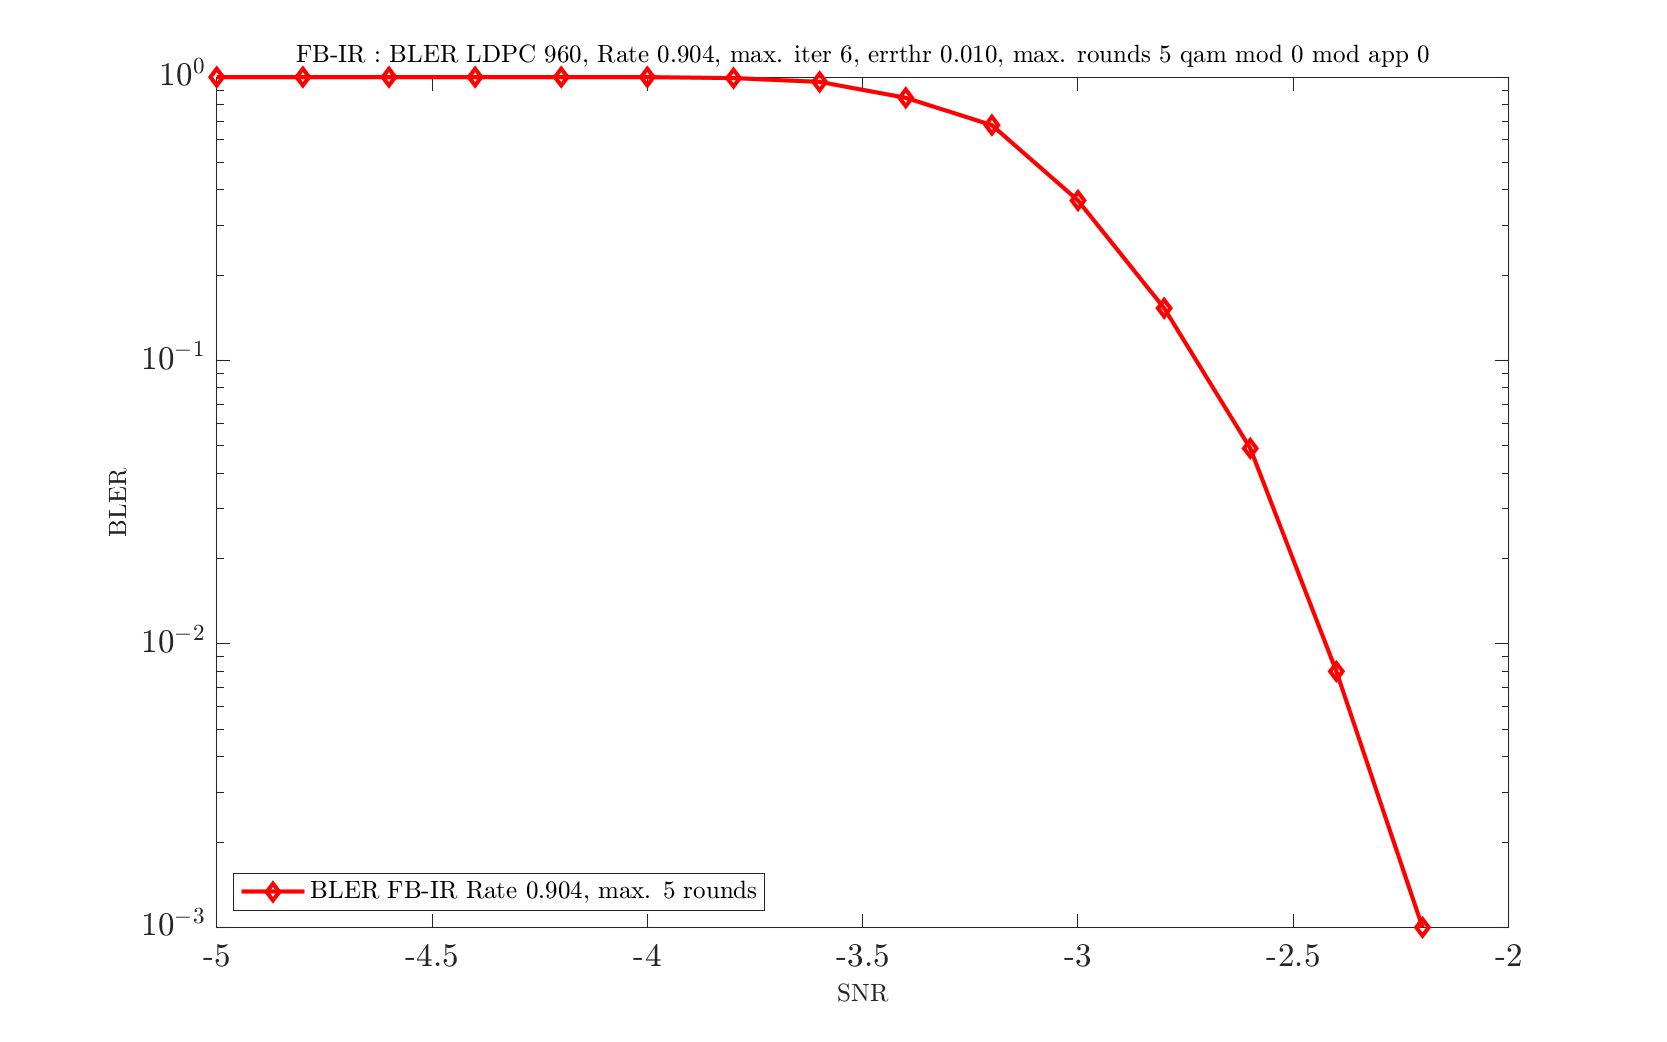 FB-IR : BLER LDPC 960, Rate 0.904, max. iter 6, errthr 0.010, max. rounds 5 qam mod 0 mod app 0
10⁰
10⁻¹
10⁻²
10⁻³
BLER
BLER FB-IR Rate 0.904, max. 5 rounds
-5 -4.5 -4 -3.5 -3 -2.5 -2
SNR